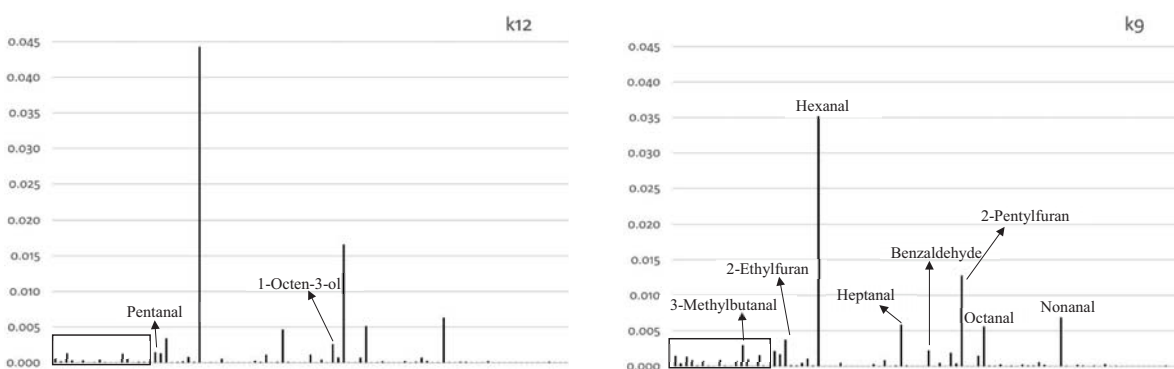 k12
0.045
0.040
0.035
0.030
0.025
0.020
0.015
0.010
0.005
0.000
Pentanal
1-Octen-3-ol
k9
0.045
0.040
0.035
0.030
0.025
0.020
0.015
0.010
0.005
0.000
Hexanal
2-Pentylfuran
Benzaldehyde
2-Ethylfuran
3-Methylbutanal
Heptanal
Octanal
Nonanal